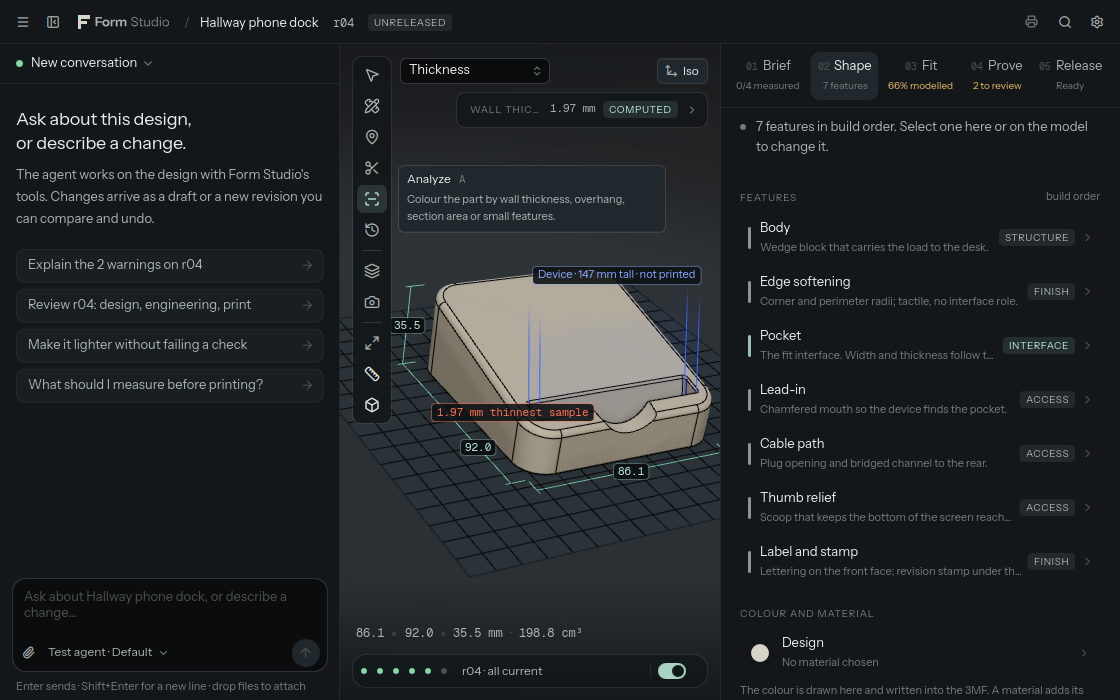 Form Studio / Hallway phone dock r04 UNRELEASED
New conversation
Ask about this design,
or describe a change.
The agent works on the design with Form Studio's
tools. Changes arrive as a draft or a new revision you
can compare and undo.
Explain the 2 warnings on r04
Review r04: design, engineering, print
Make it lighter without failing a check
What should I measure before printing?
Ask about Hallway phone dock, or describe a
change…
Test agent · Default
Enter sends · Shift+Enter for a new line · drop files to attach
Thickness
Iso
WALL THIC… 1.97 mm COMPUTED
Analyze A
Colour the part by wall thickness, overhang,
section area or small features.
Device · 147 mm tall · not printed
35.5
1.97 mm thinnest sample
92.0
86.1
86.1 × 92.0 × 35.5 mm · 198.8 cm³
r04 · all current
01 Brief
0/4 measured
02 Shape
7 features
03 Fit
66% modelled
04 Prove
2 to review
05 Release
Ready
7 features in build order. Select one here or on the model
to change it.
FEATURES build order
Body
Wedge block that carries the load to the desk.
STRUCTURE
Edge softening
Corner and perimeter radii; tactile, no interface role.
FINISH
Pocket
The fit interface. Width and thickness follow t…
INTERFACE
Lead-in
Chamfered mouth so the device finds the pocket.
ACCESS
Cable path
Plug opening and bridged channel to the rear.
ACCESS
Thumb relief
Scoop that keeps the bottom of the screen reach…
ACCESS
Label and stamp
Lettering on the front face; revision stamp under th…
FINISH
COLOUR AND MATERIAL
Design
No material chosen
The colour is drawn here and written into the 3MF. A material adds its